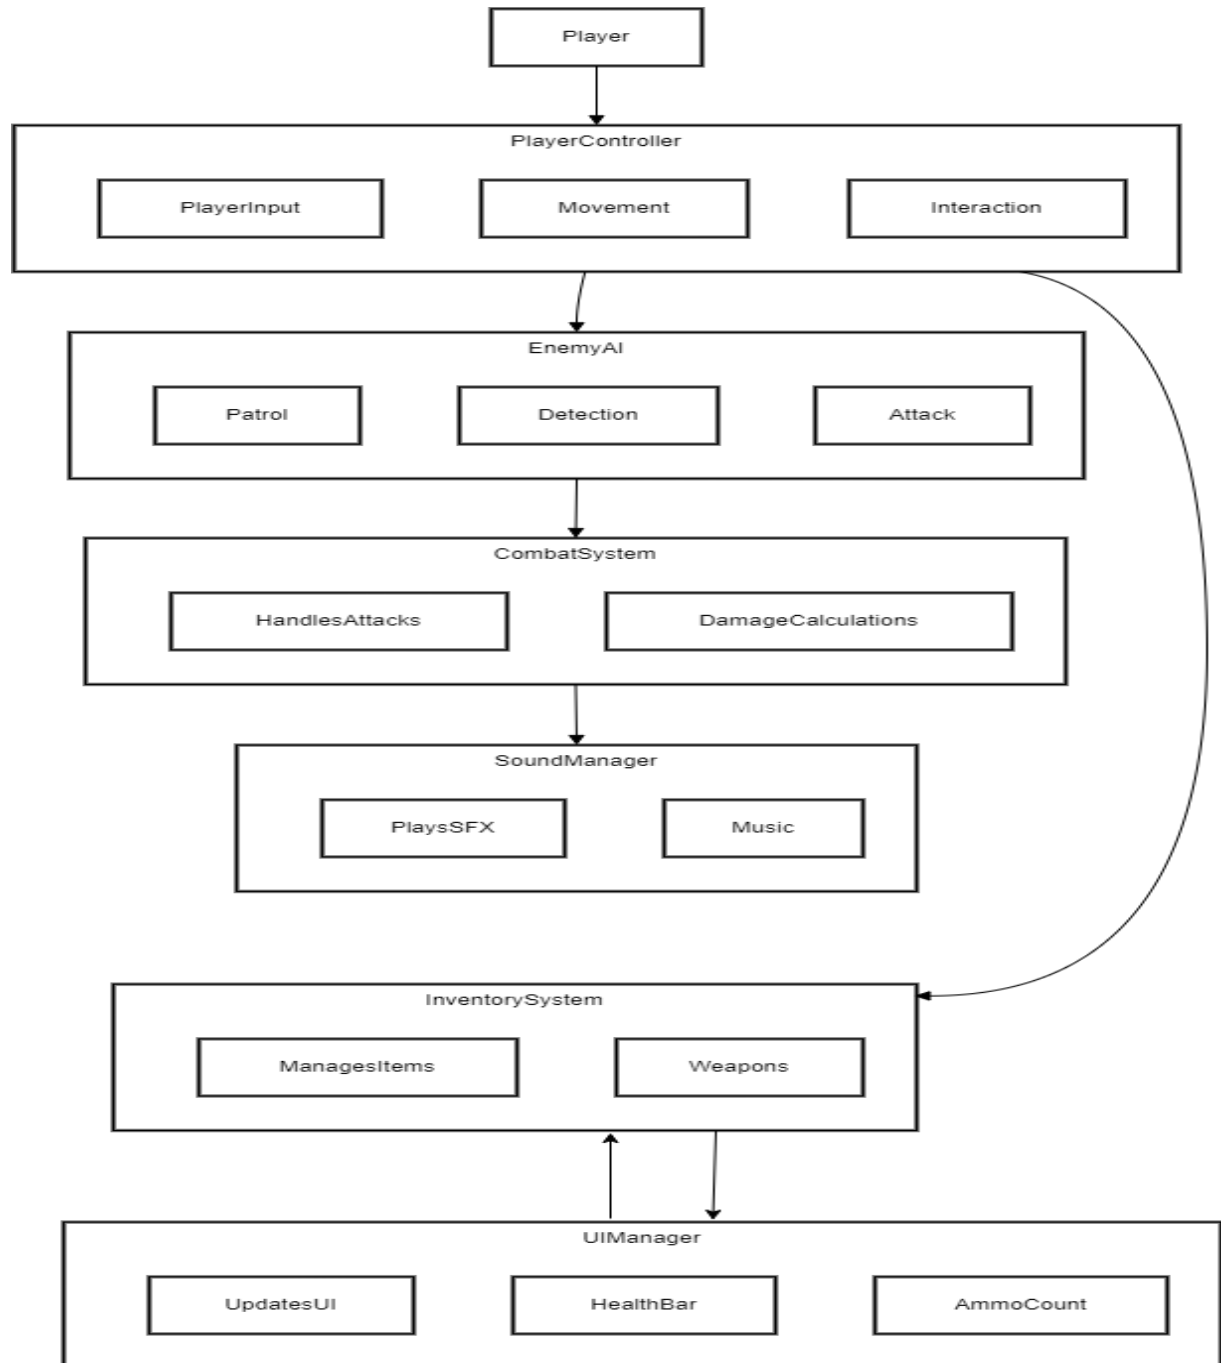 Player
PlayerController
PlayerInput
Movement
Interaction
EnemyAI
Patrol
Detection
Attack
CombatSystem
HandlesAttacks
DamageCalculations
SoundManager
PlaysSFX
Music
InventorySystem
ManagesItems
Weapons
UIManager
UpdatesUI
HealthBar
AmmoCount